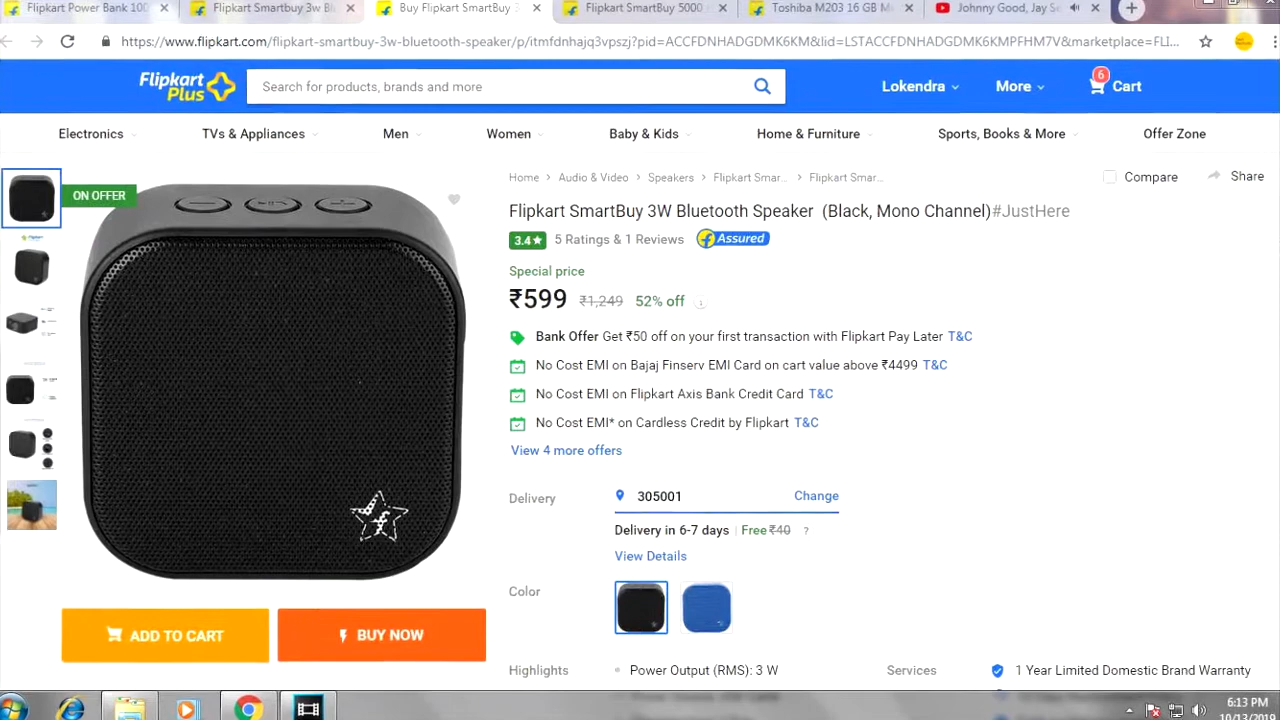 Flipkart Power Bank 100
Flipkart Smartbuy 3w Bl
Buy Flipkart SmartBuy 3
Flipkart SmartBuy 5000
Toshiba M203 16 GB M
Johnny Good, Jay S
https://www.flipkart.com/flipkart-smartbuy-3w-bluetooth-speaker/p/itmfdnhajq3vpszj?pid=ACCFDNHADGDMK6KM&lid=LSTACCFDNHADGDMK6KMPFHM7V&marketplace=FLI...
Flipkart Plus
Search for products, brands and more
Lokendra
More
6
Cart
Electronics
TVs & Appliances
Men
Women
Baby & Kids
Home & Furniture
Sports, Books & More
Offer Zone
ON OFFER
Home > Audio & Video > Speakers > Flipkart Smar... > Flipkart Smar...
Compare
Share
Flipkart SmartBuy 3W Bluetooth Speaker (Black, Mono Channel)#JustHere
3.4★ 5 Ratings & 1 Reviews
Assured
Special price
₹599 ₹1,249 52% off
Bank Offer Get ₹50 off on your first transaction with Flipkart Pay Later T&C
No Cost EMI on Bajaj Finserv EMI Card on cart value above ₹4499 T&C
No Cost EMI on Flipkart Axis Bank Credit Card T&C
No Cost EMI* on Cardless Credit by Flipkart T&C
View 4 more offers
Delivery
305001
Change
Delivery in 6-7 days | Free ₹40 ?
View Details
Color
ADD TO CART
BUY NOW
Highlights
Power Output (RMS): 3 W
Services
1 Year Limited Domestic Brand Warranty
6:13 PM
10/13/2019